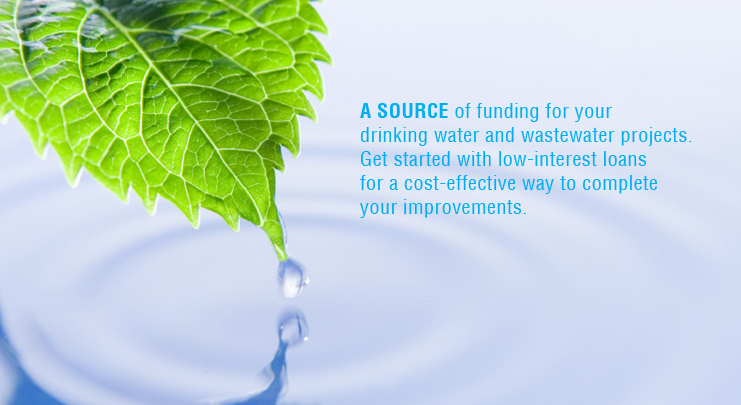 A SOURCE of funding for your
drinking water and wastewater projects.
Get started with low-interest loans
for a cost-effective way to complete
your improvements.